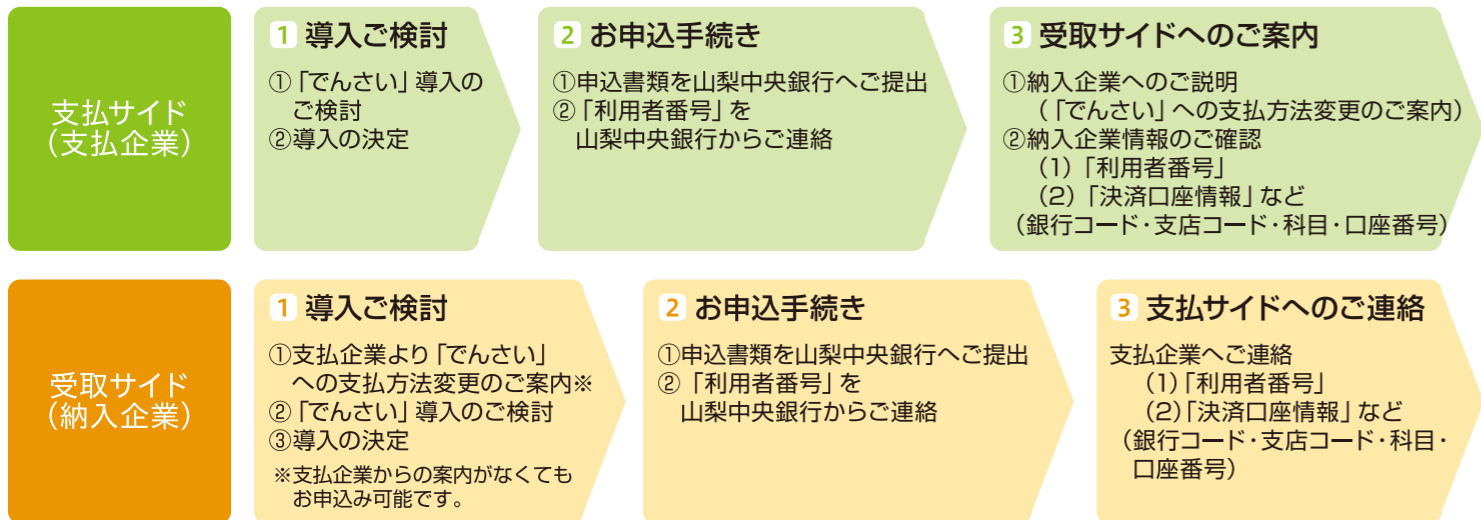 支払サイド
（支払企業）
1 導入ご検討
①「でんさい」導入の
ご検討
②導入の決定
2 お申込手続き
①申込書類を山梨中央銀行へご提出
②「利用者番号」を
山梨中央銀行からご連絡
3 受取サイドへのご案内
①納入企業へのご説明
（「でんさい」への支払方法変更のご案内）
②納入企業情報のご確認
（1）「利用者番号」
（2）「決済口座情報」など
（銀行コード・支店コード・科目・口座番号）
受取サイド
（納入企業）
1 導入ご検討
①支払企業より「でんさい」
への支払方法変更のご案内※
②「でんさい」導入のご検討
③導入の決定
※支払企業からの案内がなくても
お申込み可能です。
2 お申込手続き
①申込書類を山梨中央銀行へご提出
②「利用者番号」を
山梨中央銀行からご連絡
3 支払サイドへのご連絡
支払企業へご連絡
（1）「利用者番号」
（2）「決済口座情報」など
（銀行コード・支店コード・科目・
口座番号）